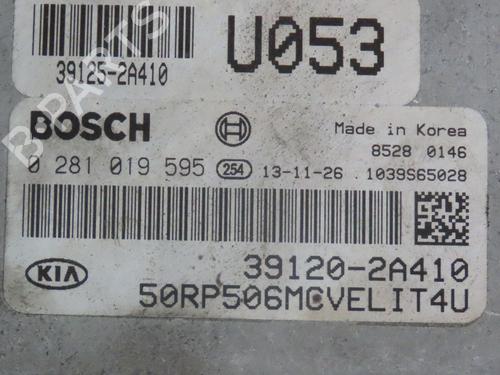 39125-2A410
U053
B PARTS
BOSCH
Made in Korea
8528 0146
0 281 019 595 254 13-11-26 .1039S65028
KIA
39120-2A410
50RP506MCVELIT4U